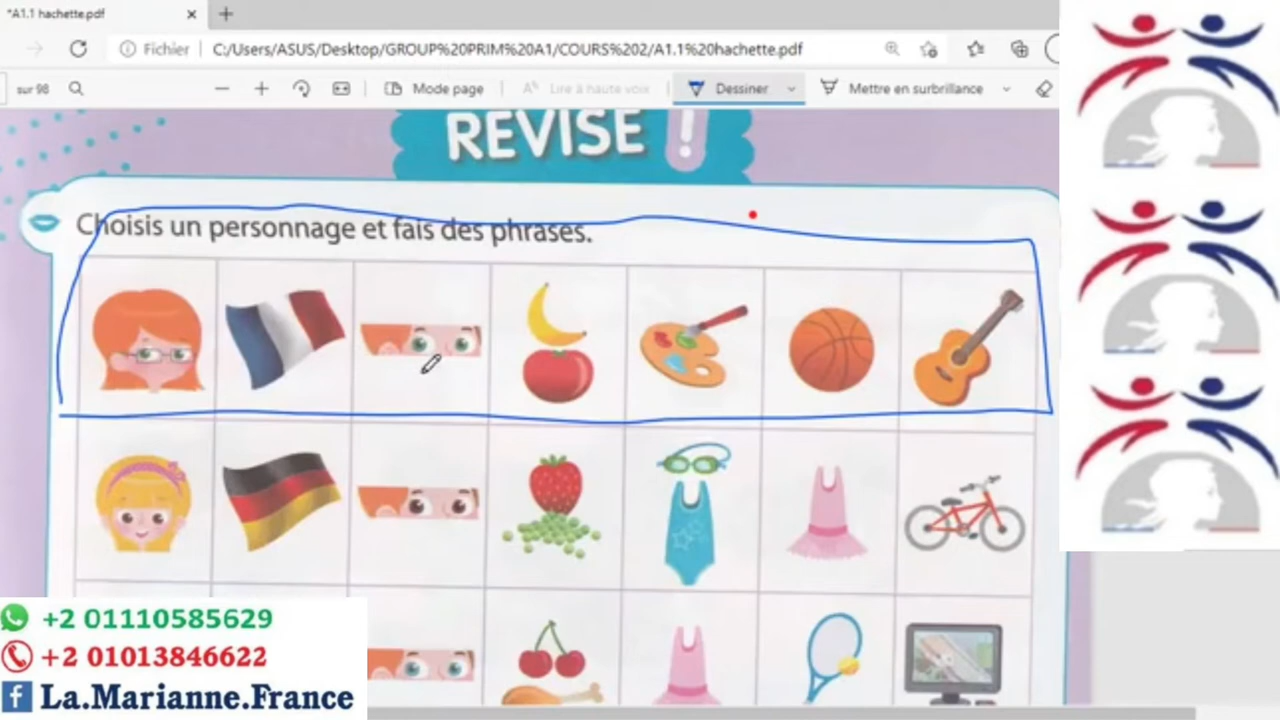 *A1.1 hachette.pdf
Fichier C:/Users/ASUS/Desktop/GROUP%20PRIM%20A1/COURS%202/A1.1%20hachette.pdf
sur 98 Mode page Lire à haute voix Dessiner Mettre en surbrillance
REVISE !
Choisis un personnage et fais des phrases.
+2 01110585629
+2 01013846622
La.Marianne.France